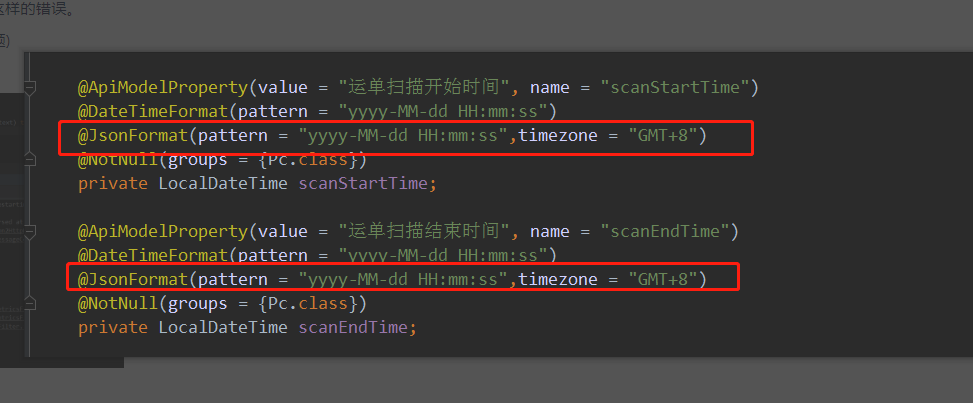 这样的错误。
@ApiModelProperty(value = "运单扫描开始时间", name = "scanStartTime")
@DateTimeFormat(pattern = "yyyy-MM-dd HH:mm:ss")
@JsonFormat(pattern = "yyyy-MM-dd HH:mm:ss",timezone = "GMT+8")
@NotNull(groups = {Pc.class})
private LocalDateTime scanStartTime;
@ApiModelProperty(value = "运单扫描结束时间", name = "scanEndTime")
@DateTimeFormat(pattern = "yyyy-MM-dd HH:mm:ss")
@JsonFormat(pattern = "yyyy-MM-dd HH:mm:ss",timezone = "GMT+8")
@NotNull(groups = {Pc.class})
private LocalDateTime scanEndTime;